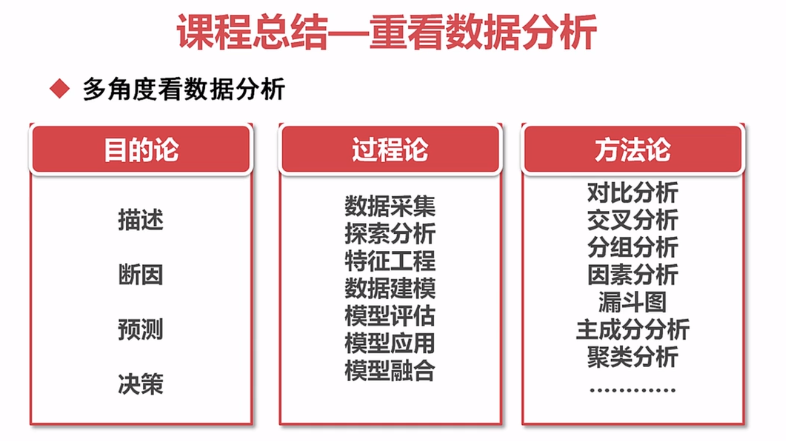 课程总结—重看数据分析
多角度看数据分析
目的论
描述
断因
预测
决策
过程论
数据采集
探索分析
特征工程
数据建模
模型评估
模型应用
模型融合
方法论
对比分析
交叉分析
分组分析
因素分析
漏斗图
主成分分析
聚类分析
…………